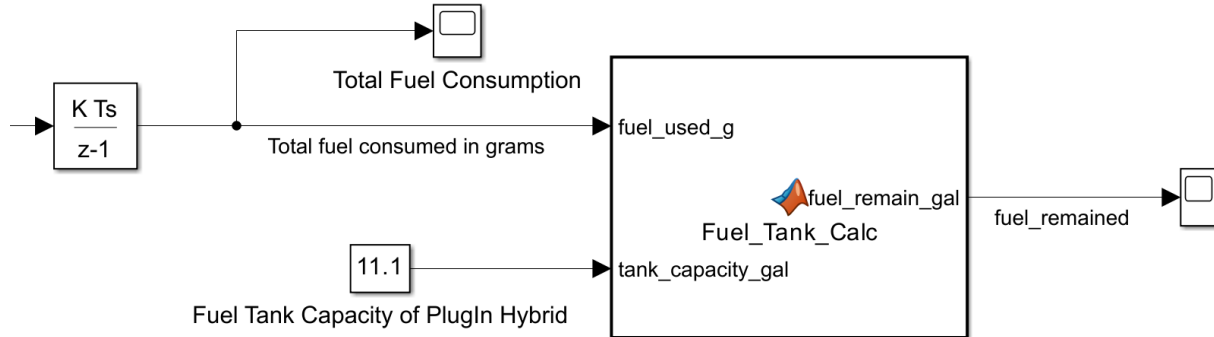 Total Fuel Consumption
K Ts
z-1
Total fuel consumed in grams
fuel_used_g
fuel_remain_gal
Fuel_Tank_Calc
fuel_remained
11.1
tank_capacity_gal
Fuel Tank Capacity of PlugIn Hybrid